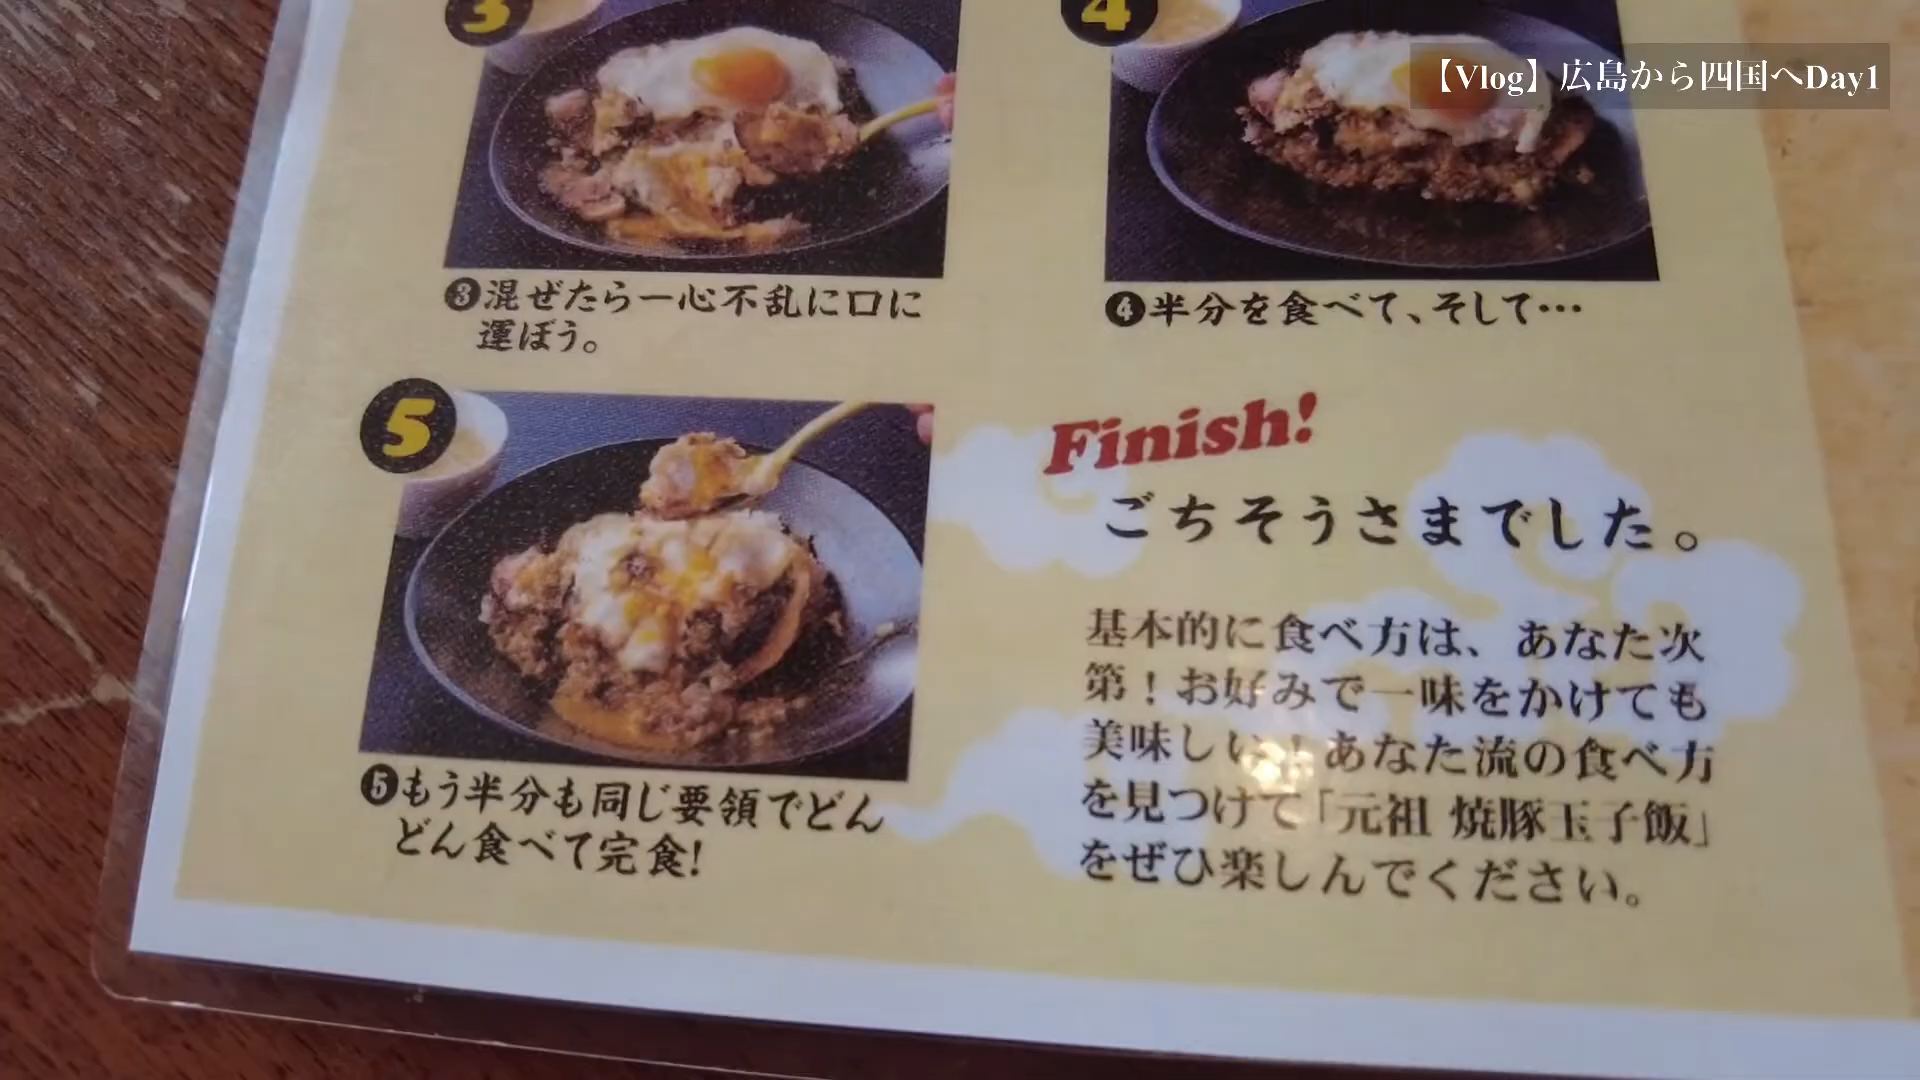 【Vlog】広島から四国へDay1
3
4
❸混ぜたら一心不乱に口に
運ぼう。
❹半分を食べて、そして…
5
❺もう半分も同じ要領でどん
どん食べて完食!
Finish!
ごちそうさまでした。
基本的に食べ方は、あなた次
第！お好みで一味をかけても
美味しい！あなた流の食べ方
を見つけて「元祖 焼豚玉子飯」
をぜひ楽しんでください。